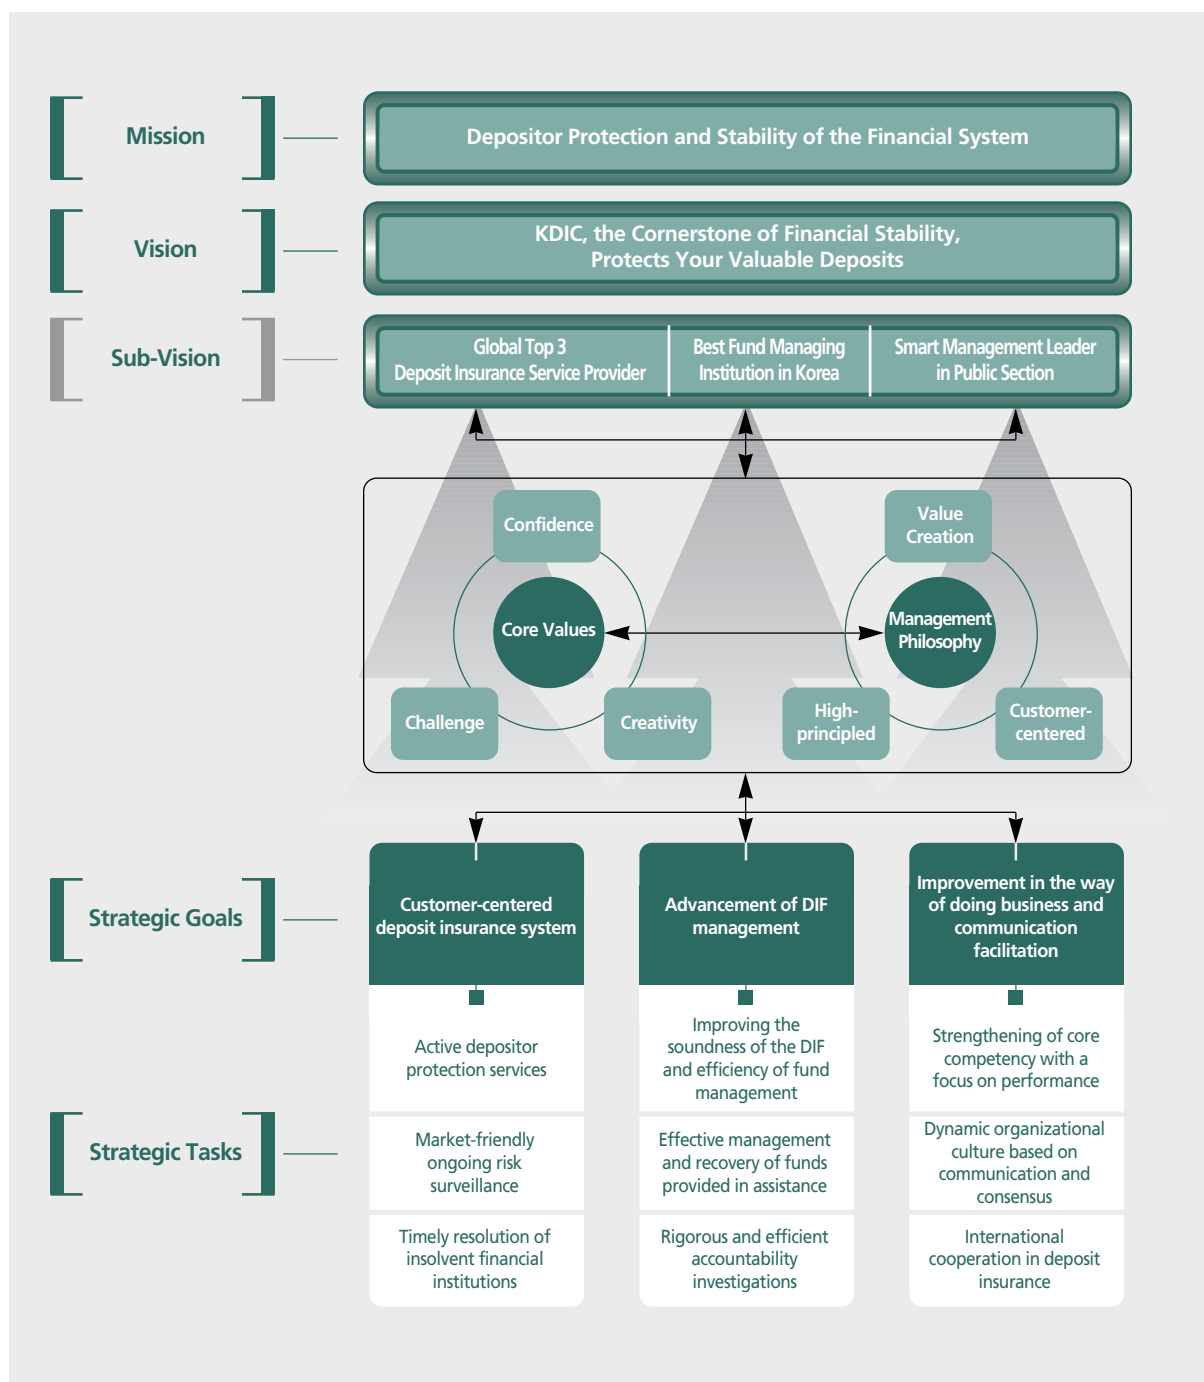 Mission
Depositor Protection and Stability of the Financial System
Vision
KDIC, the Cornerstone of Financial Stability,
Protects Your Valuable Deposits
Sub-Vision
Global Top 3
Deposit Insurance Service Provider
Best Fund Managing
Institution in Korea
Smart Management Leader
in Public Section
Confidence
Core Values
Challenge
Creativity
Value
Creation
Management
Philosophy
High-
principled
Customer-
centered
Strategic Goals
Customer-centered
deposit insurance system
Advancement of DIF
management
Improvement in the way
of doing business and
communication
facilitation
Strategic Tasks
Active depositor
protection services
Improving the
soundness of the DIF
and efficiency of fund
management
Strengthening of core
competency with a
focus on performance
Market-friendly
ongoing risk
surveillance
Effective management
and recovery of funds
provided in assistance
Dynamic organizational
culture based on
communication and
consensus
Timely resolution of
insolvent financial
institutions
Rigorous and efficient
accountability
investigations
International
cooperation in deposit
insurance